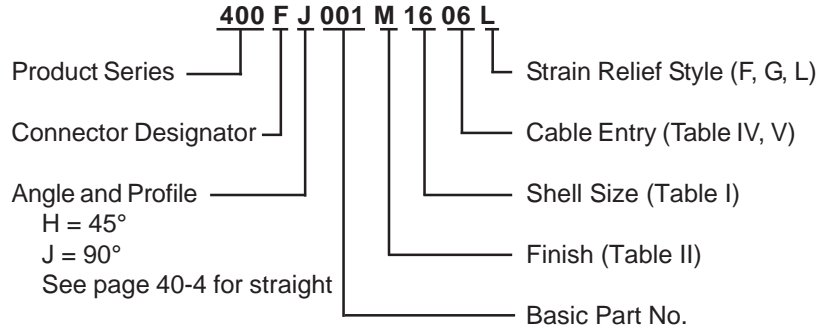 400 F J 001 M 16 06 L
Product Series
Connector Designator
Angle and Profile
H = 45°
J = 90°
See page 40-4 for straight
Strain Relief Style (F, G, L)
Cable Entry (Table IV, V)
Shell Size (Table I)
Finish (Table II)
Basic Part No.